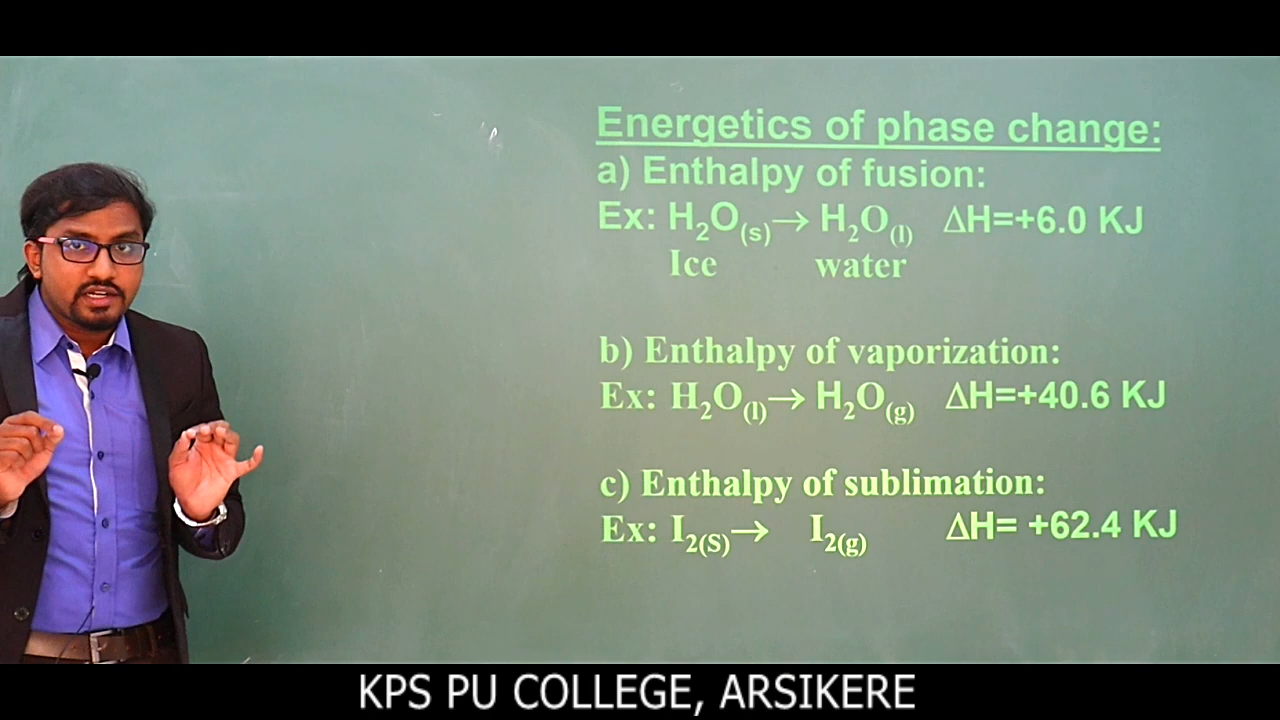 Energetics of phase change:
a) Enthalpy of fusion:
Ex: H₂O₍s₎→ H₂O₍l₎ ΔH=+6.0 KJ
Ice water
b) Enthalpy of vaporization:
Ex: H₂O₍l₎→ H₂O₍g₎ ΔH=+40.6 KJ
c) Enthalpy of sublimation:
Ex: I₂₍S₎→ I₂₍g₎ ΔH= +62.4 KJ
KPS PU COLLEGE, ARSIKERE